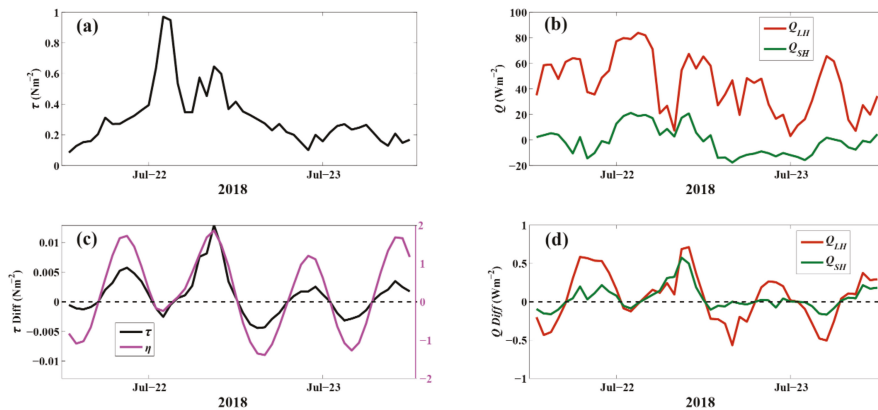 (a)
τ (Nm⁻²)
1
0.8
0.6
0.4
0.2
0
Jul−22
Jul−23
2018
(b)
Q (Wm⁻²)
100
80
60
40
20
0
−20
Q_LH
Q_SH
Jul−22
Jul−23
2018
(c)
τ Diff (Nm⁻²)
0.01
0.005
0
−0.005
−0.01
2
1
0
−1
−2
τ
η
Jul−22
Jul−23
2018
(d)
Q Diff (Wm⁻²)
1
0.5
0
−0.5
−1
Q_LH
Q_SH
Jul−22
Jul−23
2018